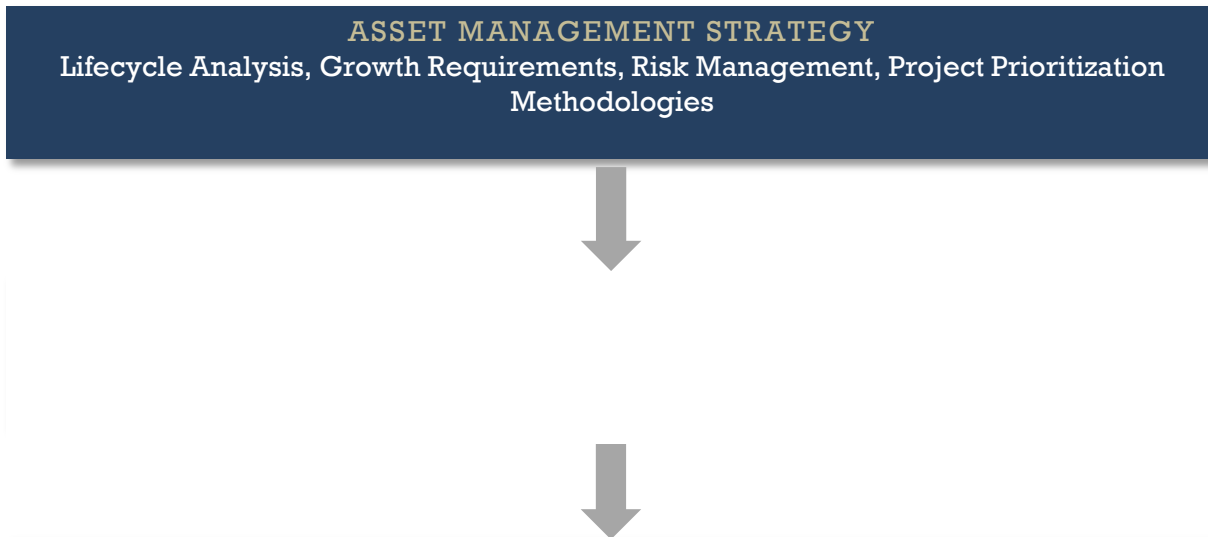 ASSET MANAGEMENT STRATEGY
Lifecycle Analysis, Growth Requirements, Risk Management, Project Prioritization
Methodologies